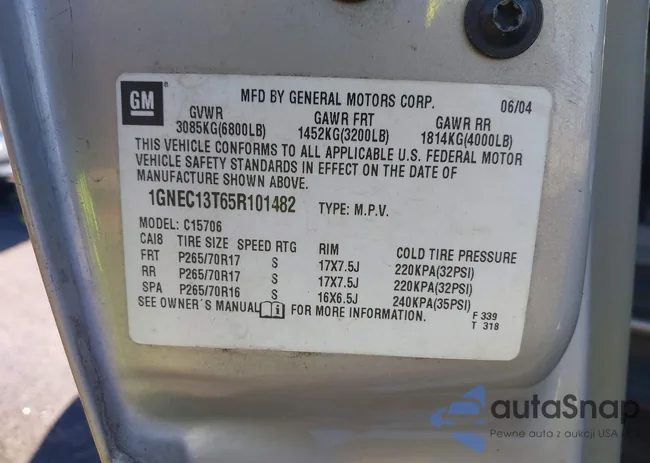 GM
MFD BY GENERAL MOTORS CORP. 06/04
GVWR GAWR FRT GAWR RR
3085KG(6800LB) 1452KG(3200LB) 1814KG(4000LB)
THIS VEHICLE CONFORMS TO ALL APPLICABLE U.S. FEDERAL MOTOR
VEHICLE SAFETY STANDARDS IN EFFECT ON THE DATE OF
MANUFACTURE SHOWN ABOVE.
1GNEC13T65R101482 TYPE: M.P.V.
MODEL: C15706
CAI8 TIRE SIZE SPEED RTG RIM COLD TIRE PRESSURE
FRT P265/70R17 S 17X7.5J 220KPA(32PSI)
RR P265/70R17 S 17X7.5J 220KPA(32PSI)
SPA P265/70R16 S 16X6.5J 240KPA(35PSI)
SEE OWNER´S MANUAL i FOR MORE INFORMATION.
F 339
T 318
autaSnap
Pewne auta z aukcji USA